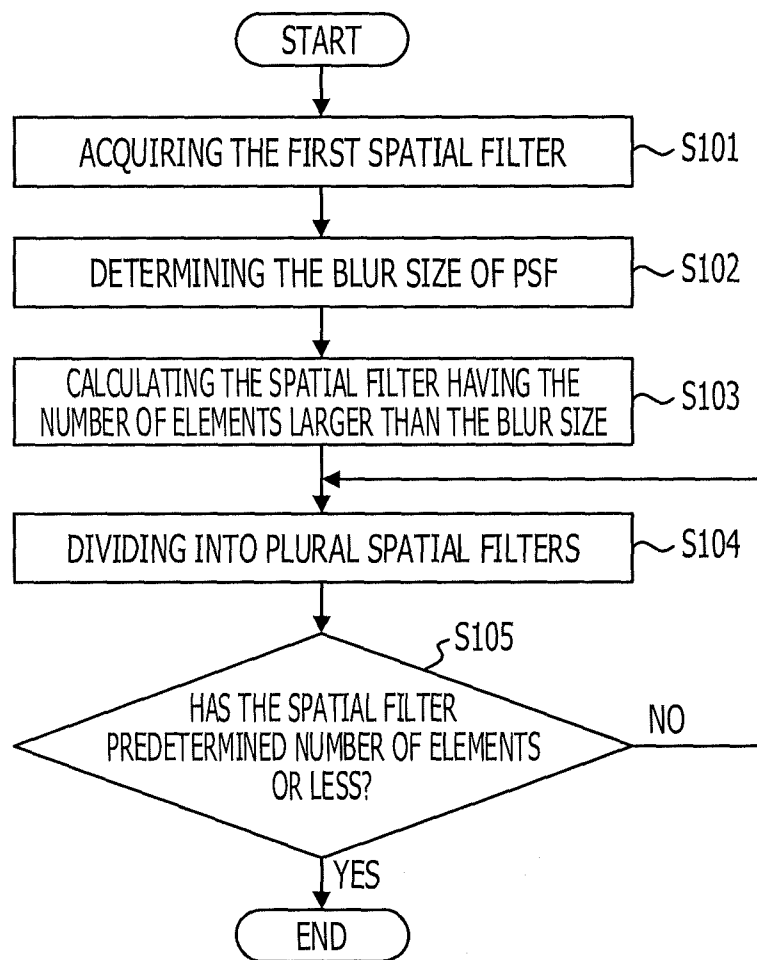 START
ACQUIRING THE FIRST SPATIAL FILTER
S101
DETERMINING THE BLUR SIZE OF PSF
S102
CALCULATING THE SPATIAL FILTER HAVING THE
NUMBER OF ELEMENTS LARGER THAN THE BLUR SIZE
S103
DIVIDING INTO PLURAL SPATIAL FILTERS
S104
S105
HAS THE SPATIAL FILTER
PREDETERMINED NUMBER OF ELEMENTS
OR LESS?
NO
YES
END